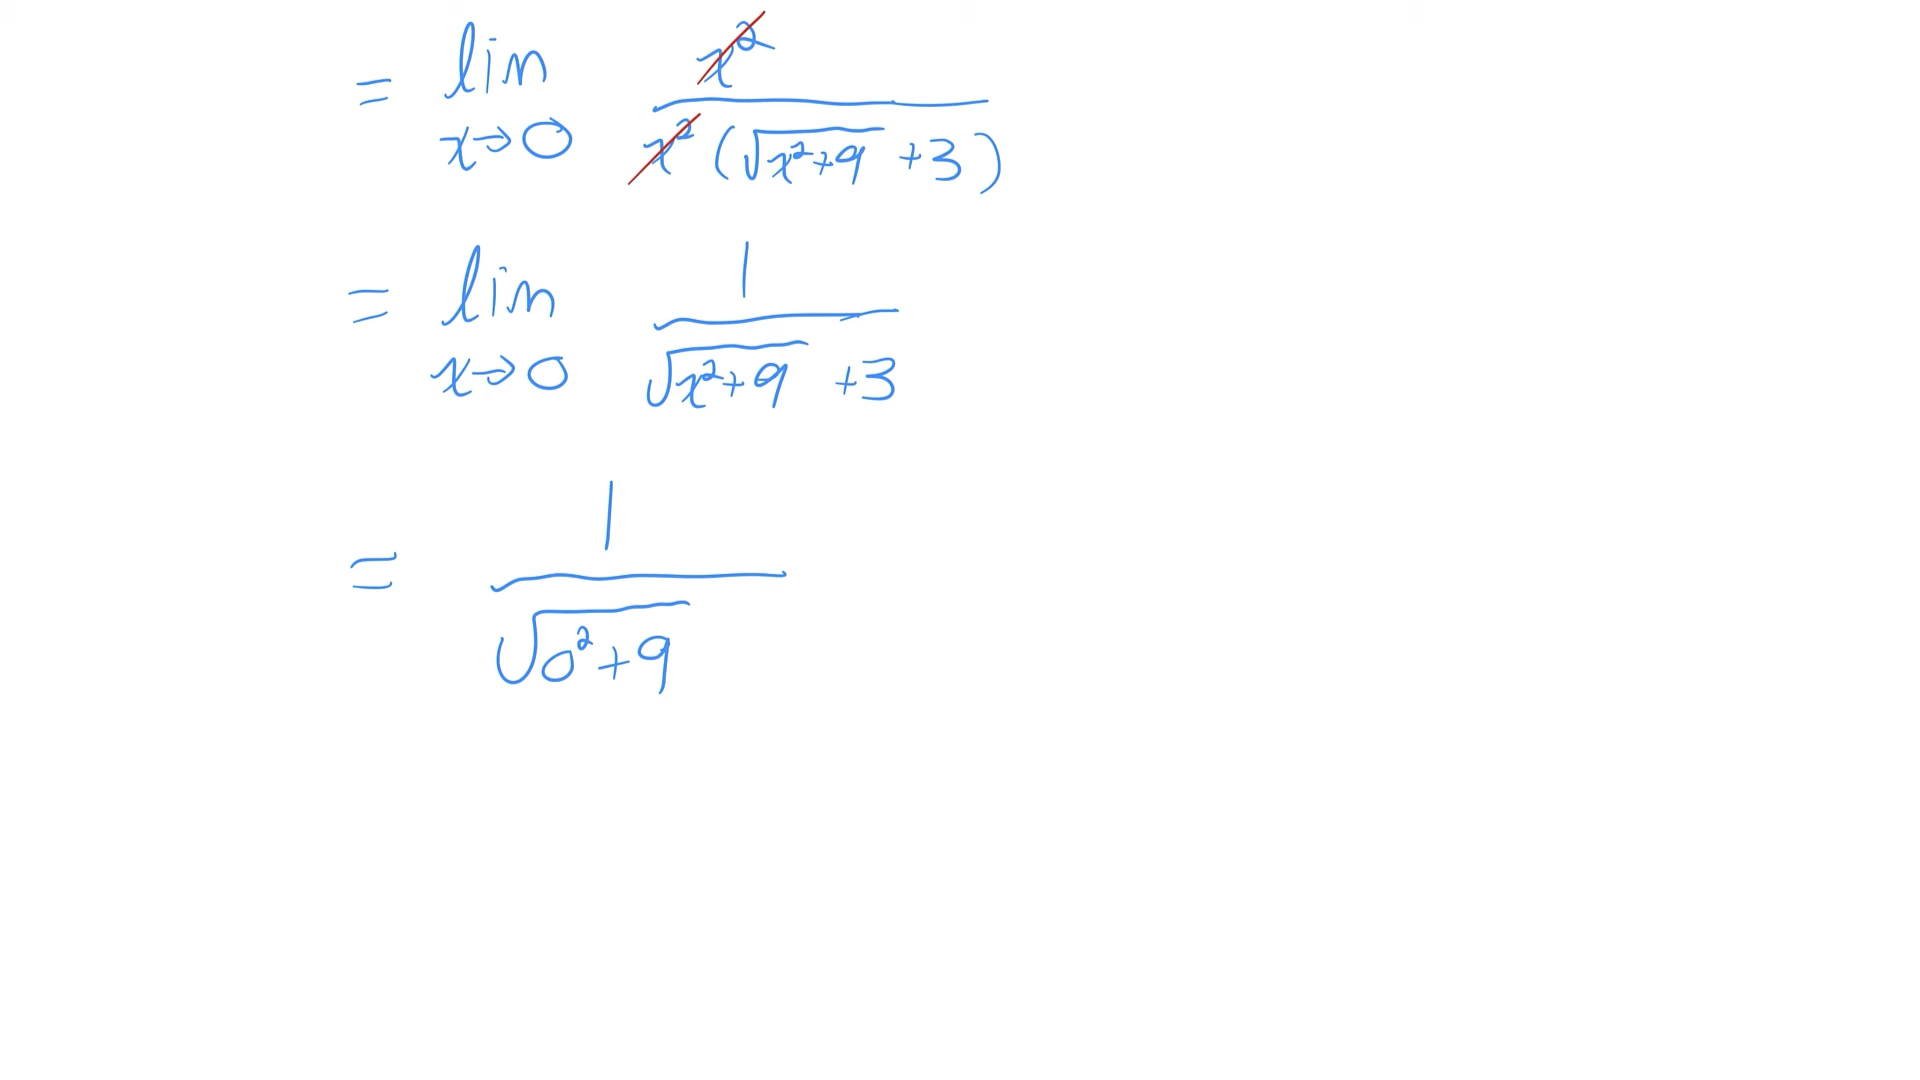 = lim x→0 x²/(x²(√(x²+9) +3))
= lim x→0 1/(√(x²+9) +3)
= 1/√(0²+9)